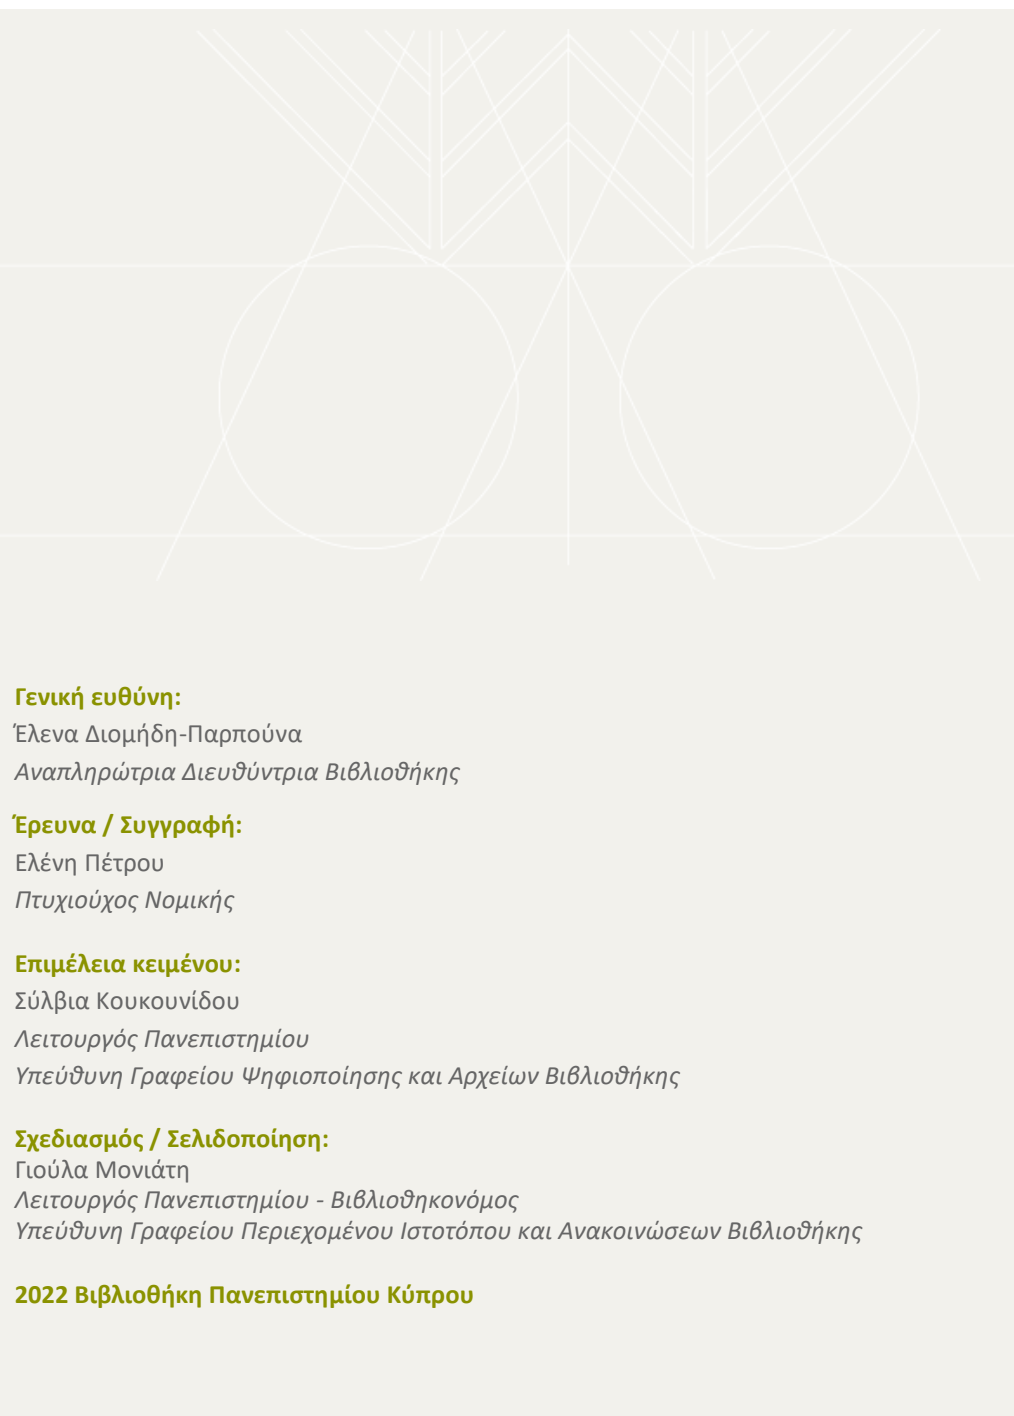 Γενική ευθύνη:
Έλενα Διομήδη-Παρπούνα
Αναπληρώτρια Διευθύντρια Βιβλιοθήκης
Έρευνα / Συγγραφή:
Ελένη Πέτρου
Πτυχιούχος Νομικής
Επιμέλεια κειμένου:
Σύλβια Κουκουνίδου
Λειτουργός Πανεπιστημίου
Υπεύθυνη Γραφείου Ψηφιοποίησης και Αρχείων Βιβλιοθήκης
Σχεδιασμός / Σελιδοποίηση:
Γιούλα Μονιάτη
Λειτουργός Πανεπιστημίου - Βιβλιοθηκονόμος
Υπεύθυνη Γραφείου Περιεχομένου Ιστοτόπου και Ανακοινώσεων Βιβλιοθήκης
2022 Βιβλιοθήκη Πανεπιστημίου Κύπρου